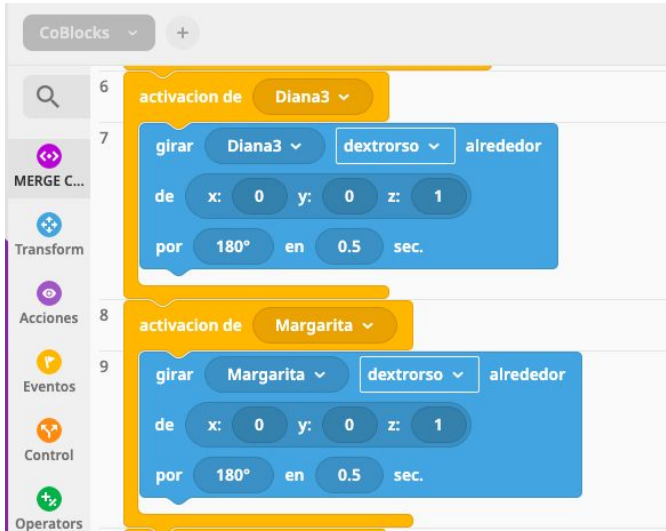 CoBlocks
+
MERGE C...
Transform
Acciones
Eventos
Control
Operators
6
activacion de Diana3
7
girar Diana3 dextrorso alrededor
de x: 0 y: 0 z: 1
por 180° en 0.5 sec.
8
activacion de Margarita
9
girar Margarita dextrorso alrededor
de x: 0 y: 0 z: 1
por 180° en 0.5 sec.